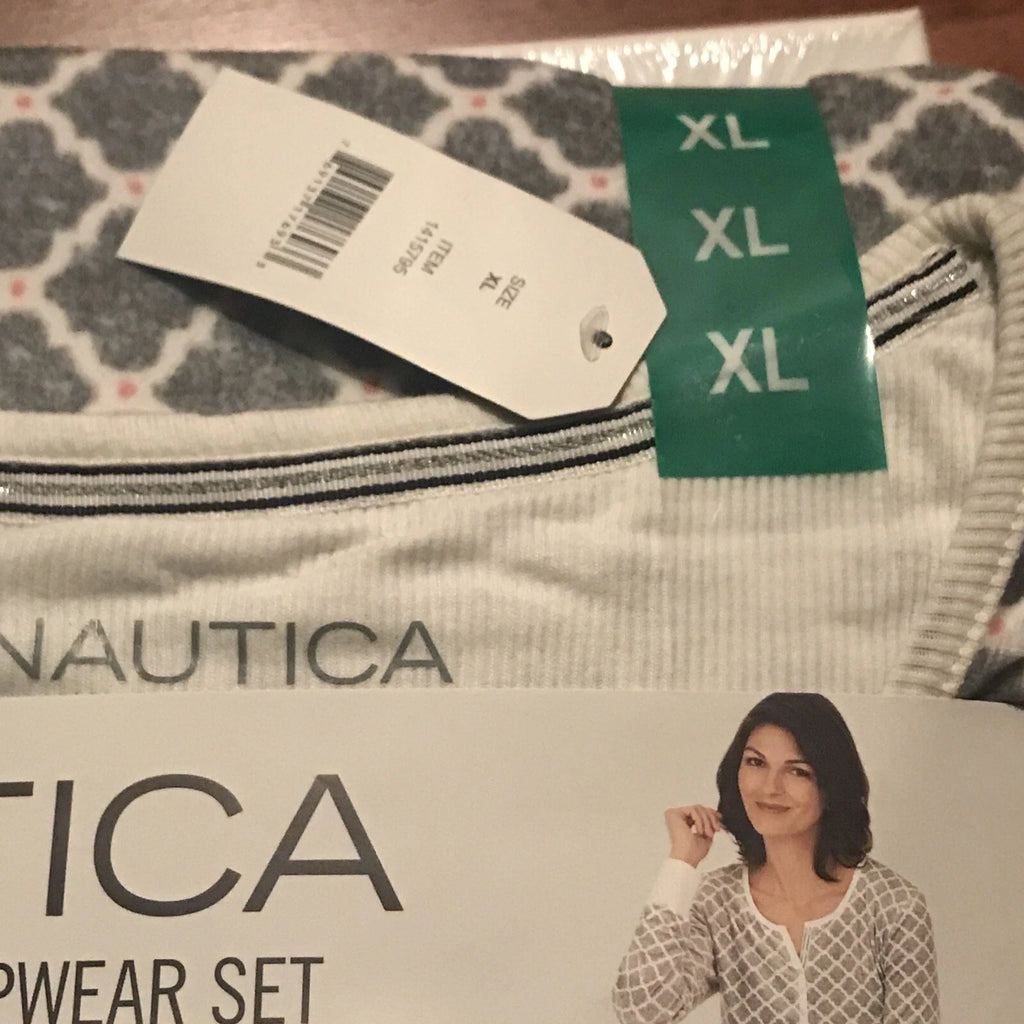 XL
XL
XL
SIZE
XL
ITEM
1415795
NAUTICA
TICA
PWEAR SET